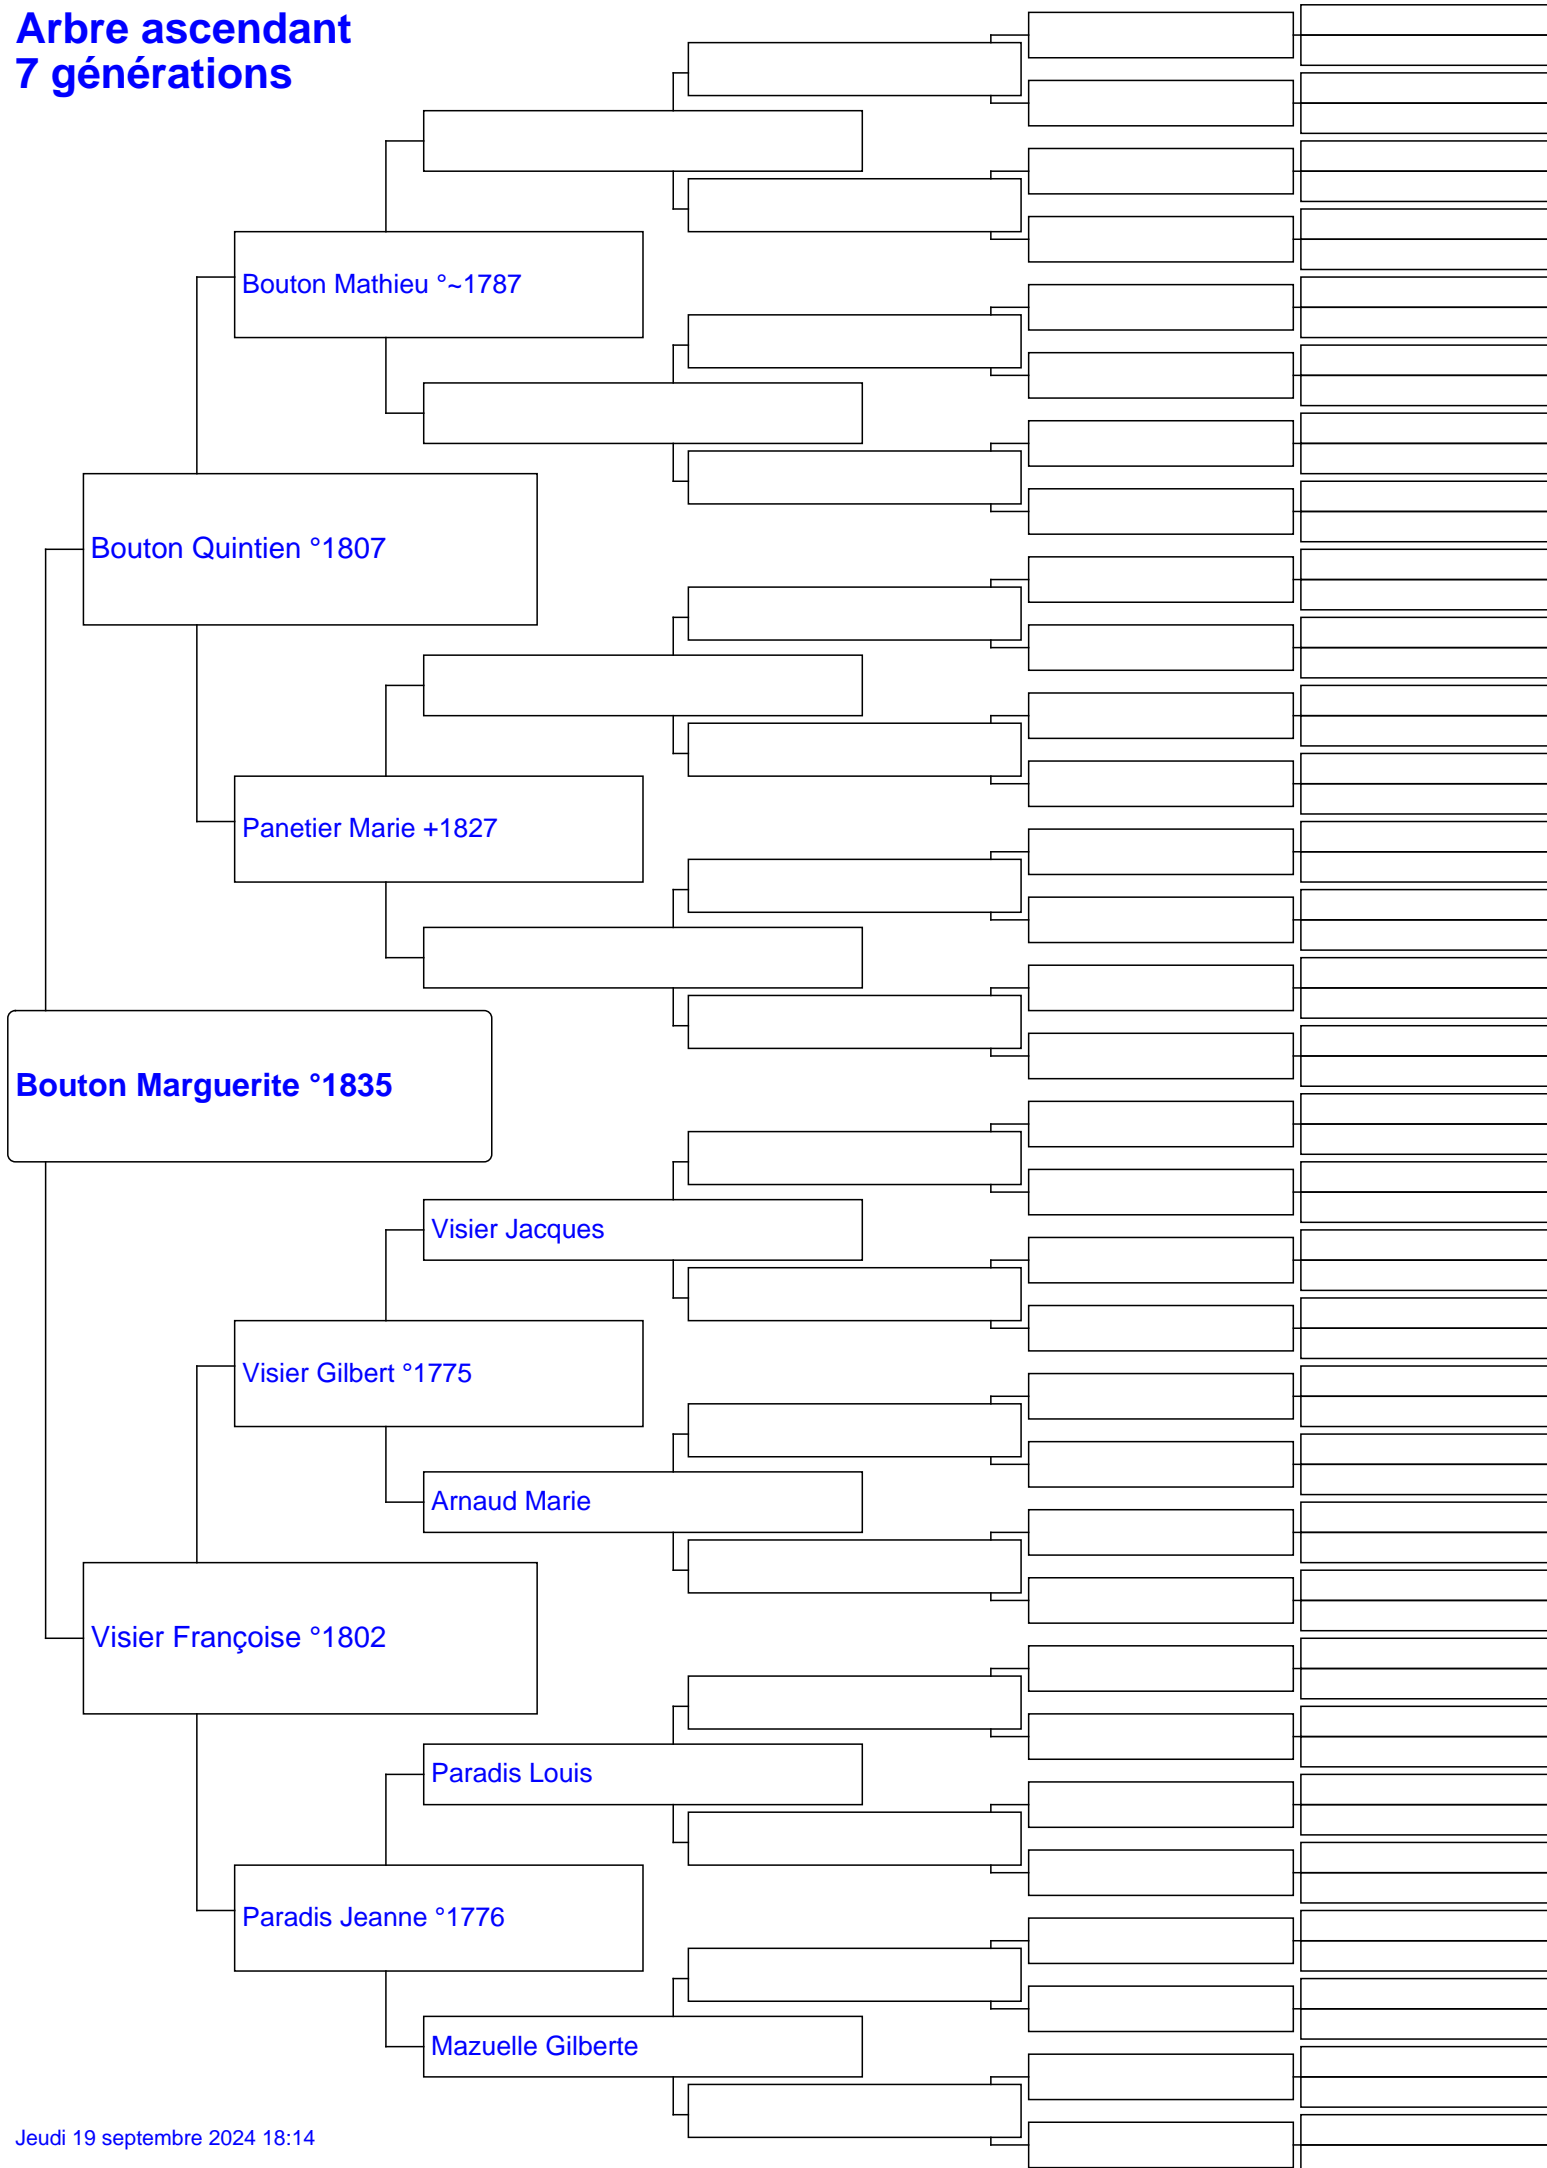 Arbre ascendant
7 générations
Bouton Mathieu °~1787
Bouton Quintien °1807
Panetier Marie +1827
Bouton Marguerite °1835
Visier Jacques
Visier Gilbert °1775
Arnaud Marie
Visier Françoise °1802
Paradis Louis
Paradis Jeanne °1776
Mazuelle Gilberte
Jeudi 19 septembre 2024 18:14